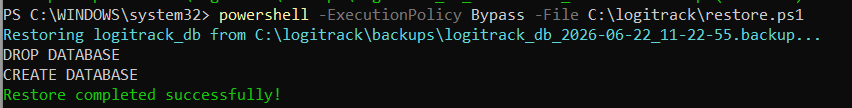 PS C:\WINDOWS\system32> powershell -ExecutionPolicy Bypass -File C:\logitrack\restore.ps1
Restoring logitrack_db from C:\logitrack\backups\logitrack_db_2026-06-22_11-22-55.backup...
DROP DATABASE
CREATE DATABASE
Restore completed successfully!